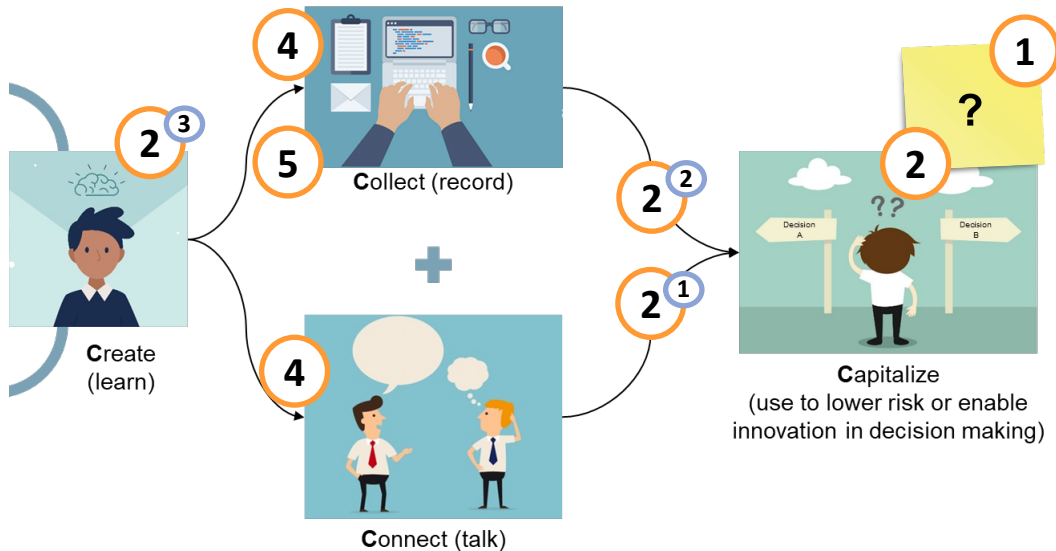 1
?
4
2 3
2
5
Collect (record)
2 2
Decision
A
??
Decision
B
2 1
Create
(learn)
4
Capitalize
(use to lower risk or enable
innovation in decision making)
Connect (talk)